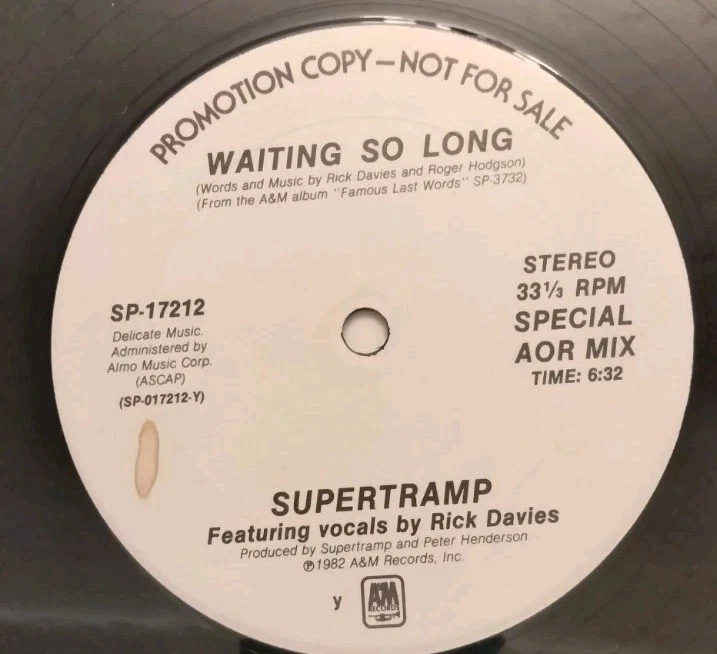 PROMOTION COPY—NOT FOR SALE
WAITING SO LONG
(Words and Music by Rick Davies and Roger Hodgson)
(From the A&M album "Famous Last Words" SP-3732)
STEREO
33⅓ RPM
SPECIAL
AOR MIX
TIME: 6:32
SP-17212
Delicate Music.
Administered by
Almo Music Corp.
(ASCAP)
(SP-017212-Y)
SUPERTRAMP
Featuring vocals by Rick Davies
Produced by Supertramp and Peter Henderson
℗1982 A&M Records, Inc.
y
A&M
RECORDS